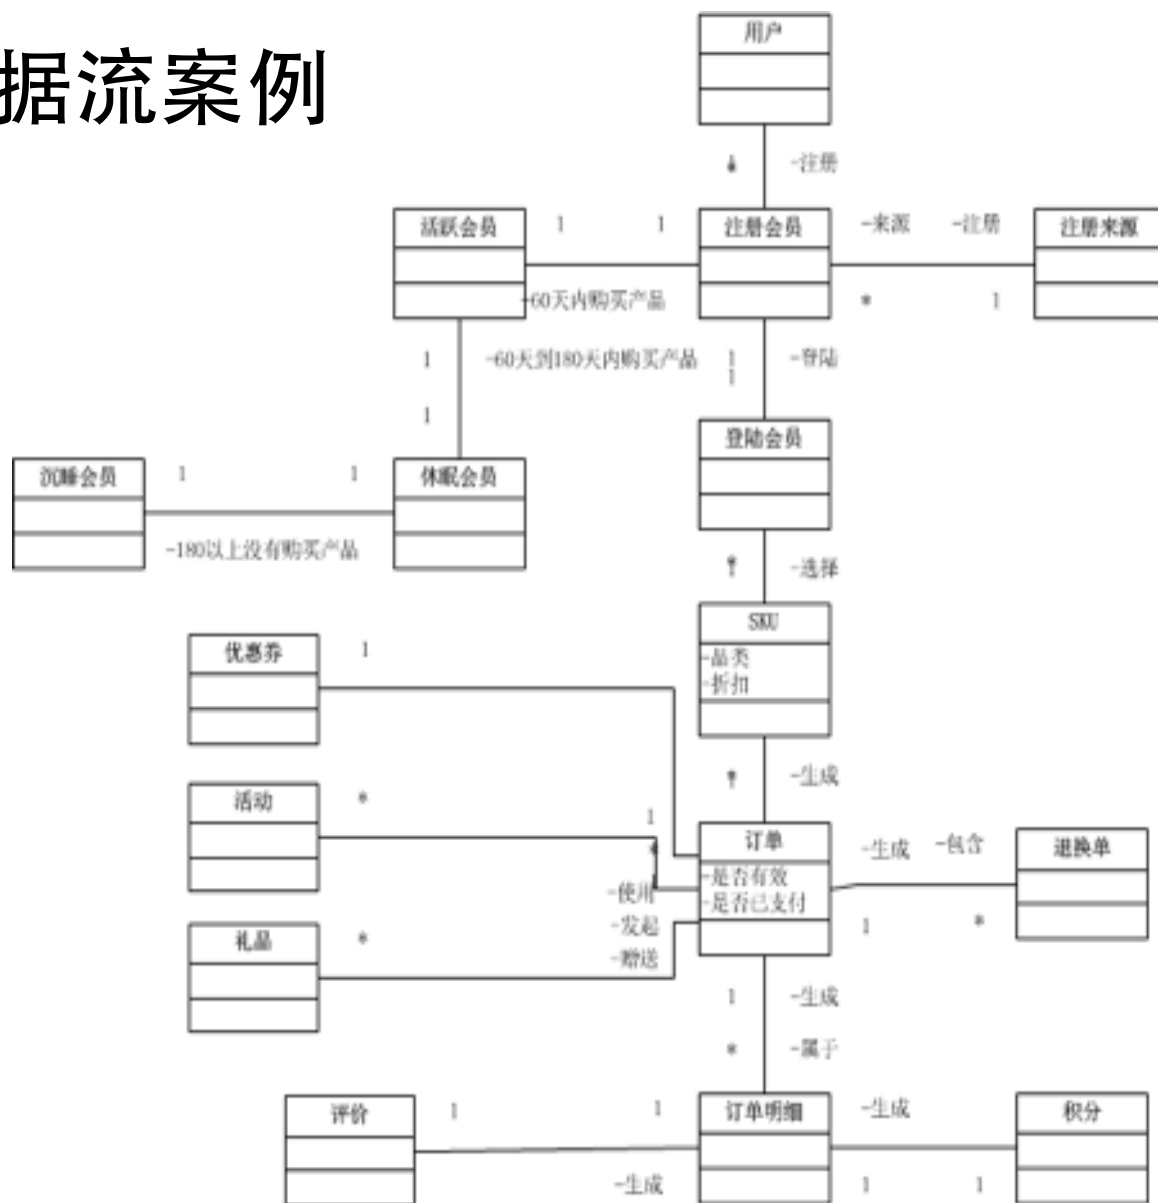 据流案例
用户
-注册
活跃会员
1
1
注册会员
-来源
-注册
注册来源
-60天内购买产品
*
1
1
-60天到180天内购买产品
1
-登陆
1
1
登陆会员
沉睡会员
1
1
休眠会员
-180以上没有购买产品
-选择
SKU
-品类
-折扣
优惠券
1
-生成
活动
*
1
*
订单
-生成
-包含
退换单
-是否有效
-是否已支付
-使用
-发起
-赠送
1
*
礼品
*
1
-生成
*
-属于
评价
1
1
订单明细
-生成
积分
-生成
1
1